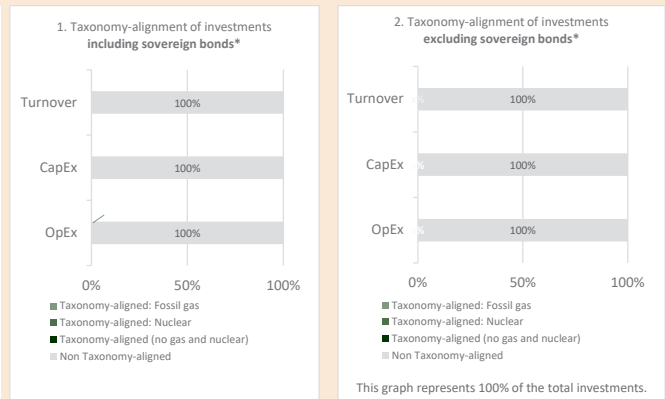 1. Taxonomy-alignment of investments
including sovereign bonds*
Turnover
100%
CapEx
100%
OpEx
100%
0%
50%
100%
Taxonomy-aligned: Fossil gas
Taxonomy-aligned: Nuclear
Taxonomy-aligned (no gas and nuclear)
Non Taxonomy-aligned
2. Taxonomy-alignment of investments
excluding sovereign bonds*
Turnover
100%
CapEx
100%
OpEx
100%
0%
50%
100%
Taxonomy-aligned: Fossil gas
Taxonomy-aligned: Nuclear
Taxonomy-aligned (no gas and nuclear)
Non Taxonomy-aligned
This graph represents 100% of the total investments.